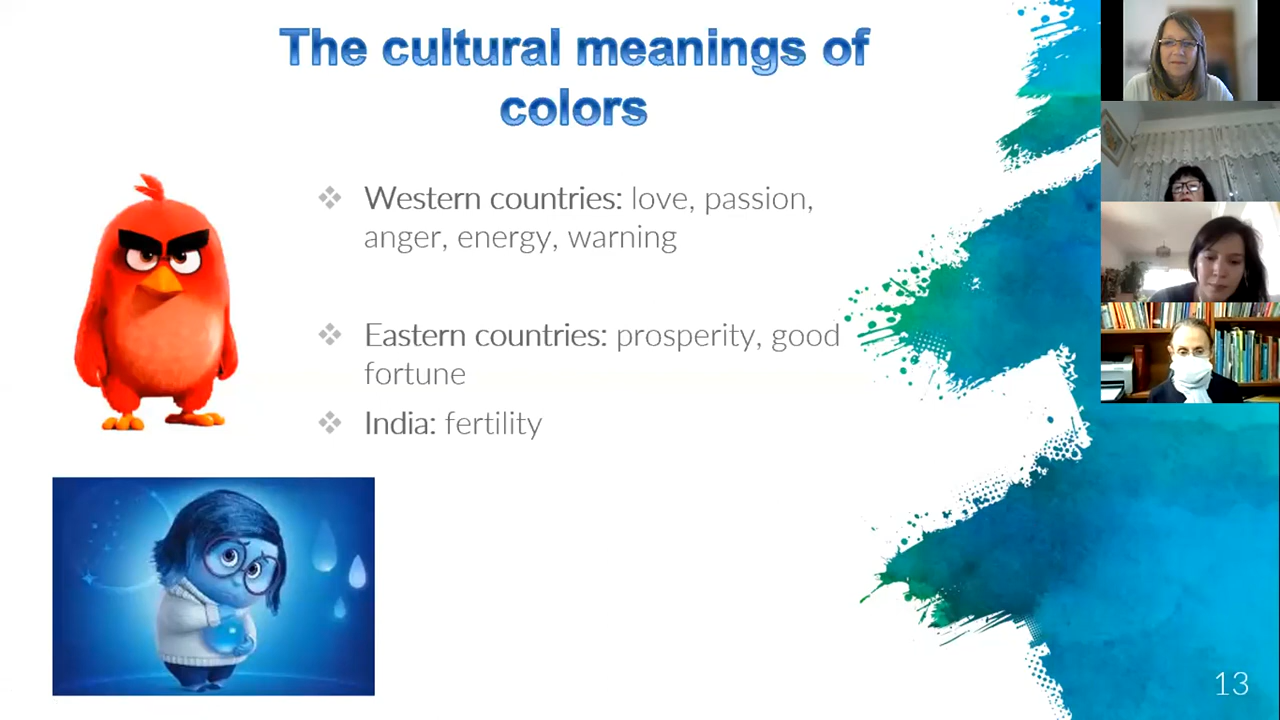 The cultural meanings of
colors
❖ Western countries: love, passion,
anger, energy, warning
❖ Eastern countries: prosperity, good
fortune
❖ India: fertility
13